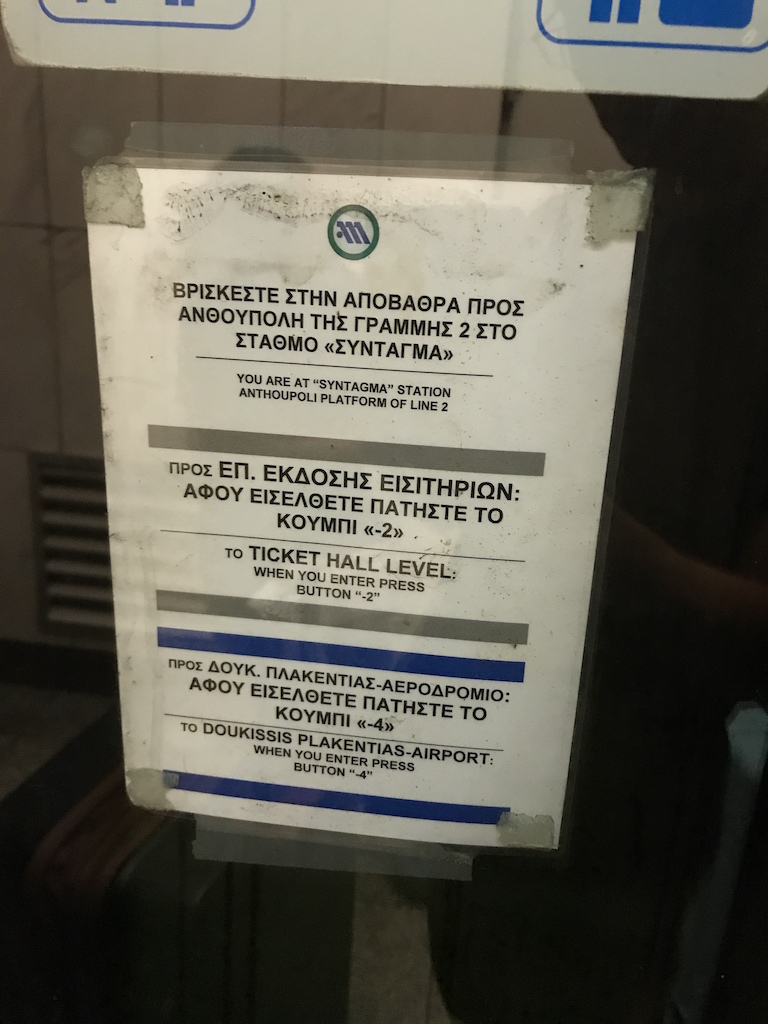 ΒΡΙΣΚΕΣΤΕ ΣΤΗΝ ΑΠΟΒΑΘΡΑ ΠΡΟΣ
ΑΝΘΟΥΠΟΛΗ ΤΗΣ ΓΡΑΜΜΗΣ 2 ΣΤΟ
ΣΤΑΘΜΟ «ΣΥΝΤΑΓΜΑ»
YOU ARE AT “SYNTAGMA” STATION
ANTHOUPOLI PLATFORM OF LINE 2
ΠΡΟΣ ΕΠ. ΕΚΔΟΣΗΣ ΕΙΣΙΤΗΡΙΩΝ:
ΑΦΟΥ ΕΙΣΕΛΘΕΤΕ ΠΑΤΗΣΤΕ ΤΟ
ΚΟΥΜΠΙ «-2»
TO TICKET HALL LEVEL:
WHEN YOU ENTER PRESS
BUTTON “-2”
ΠΡΟΣ ΔΟΥΚ. ΠΛΑΚΕΝΤΙΑΣ-ΑΕΡΟΔΡΟΜΙΟ:
ΑΦΟΥ ΕΙΣΕΛΘΕΤΕ ΠΑΤΗΣΤΕ ΤΟ
ΚΟΥΜΠΙ «-4»
TO DOUKISSIS PLAKENTIAS-AIRPORT:
WHEN YOU ENTER PRESS
BUTTON “-4”